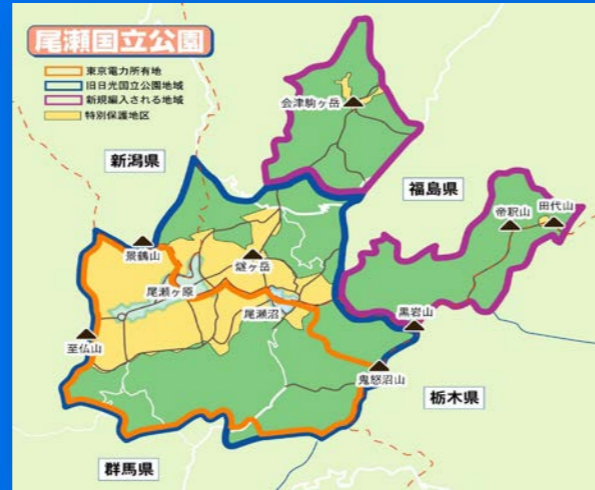 尾瀬国立公園
東京電力所有地
旧日光国立公園地域
新規編入される地域
特別保護地区
会津駒ヶ岳
新潟県
福島県
帝釈山
田代山
景鶴山
燧ヶ岳
尾瀬ヶ原
尾瀬沼
黒岩山
至仏山
鬼怒沼山
栃木県
群馬県